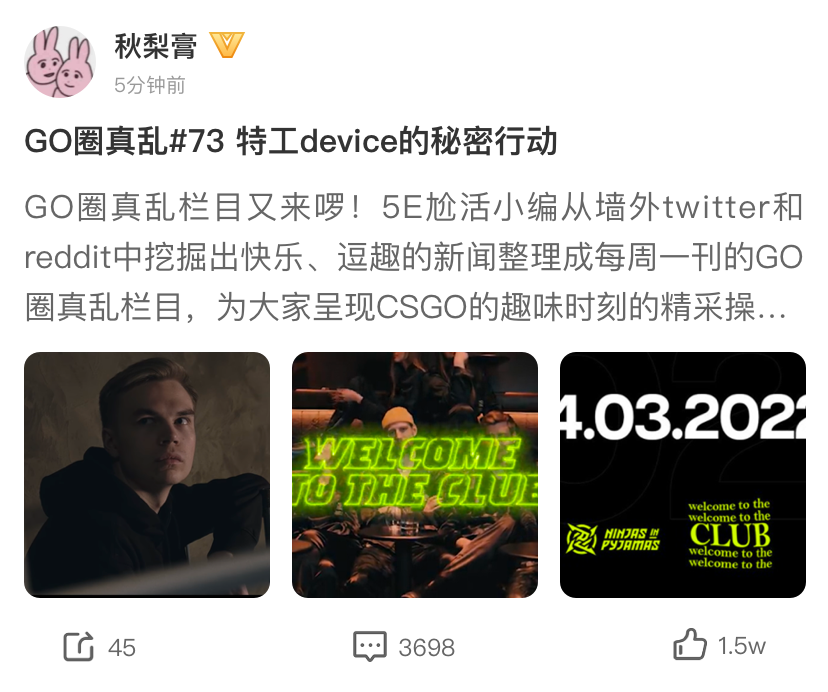 秋梨膏
5分钟前
GO圈真乱#73 特工device的秘密行动
GO圈真乱栏目又来啰！5E尬活小编从墙外twitter和
reddit中挖掘出快乐、逗趣的新闻整理成每周一刊的GO
圈真乱栏目，为大家呈现CSGO的趣味时刻的精采操...
WELCOME
TO THE CLUB
4.03.2022
NINJAS IN
PYJAMAS
welcome to the
welcome to the
CLUB
welcome to the
welcome to the
45
3698
1.5w